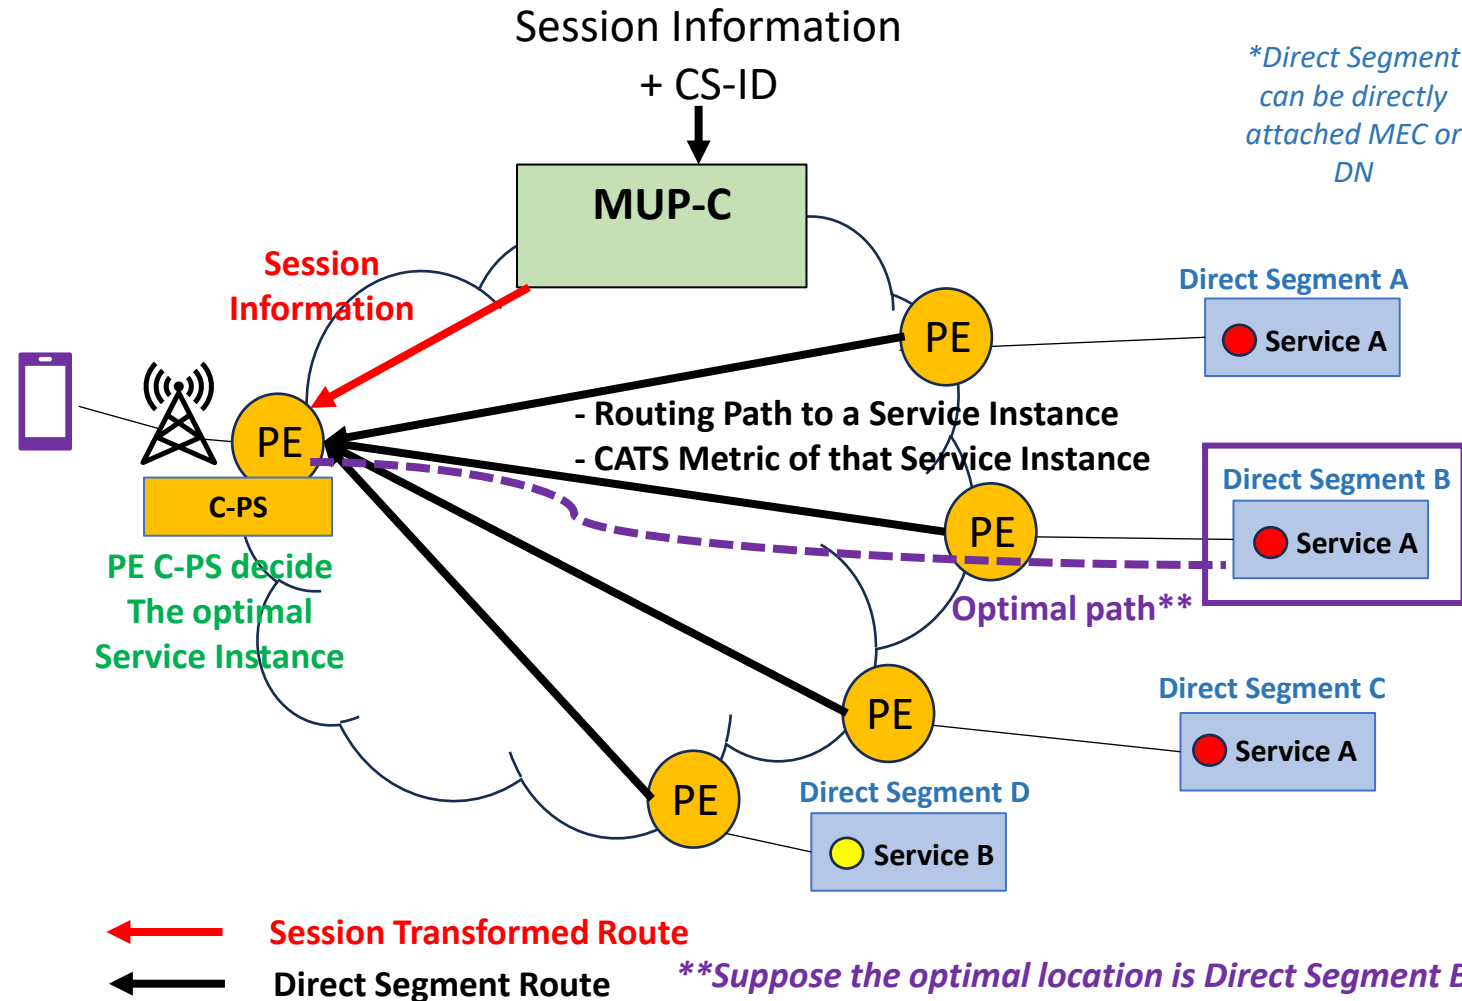 Session Information
+ CS-ID
*Direct Segment
can be directly
attached MEC or
DN
MUP-C
Session
Information
Direct Segment A
Service A
PE
PE
- Routing Path to a Service Instance
- CATS Metric of that Service Instance
C-PS
PE
Direct Segment B
Service A
PE C-PS decide
The optimal
Service Instance
Optimal path**
PE
Direct Segment C
Service A
PE
Direct Segment D
Service B
Session Transformed Route
Direct Segment Route
**Suppose the optimal location is Direct Segment B